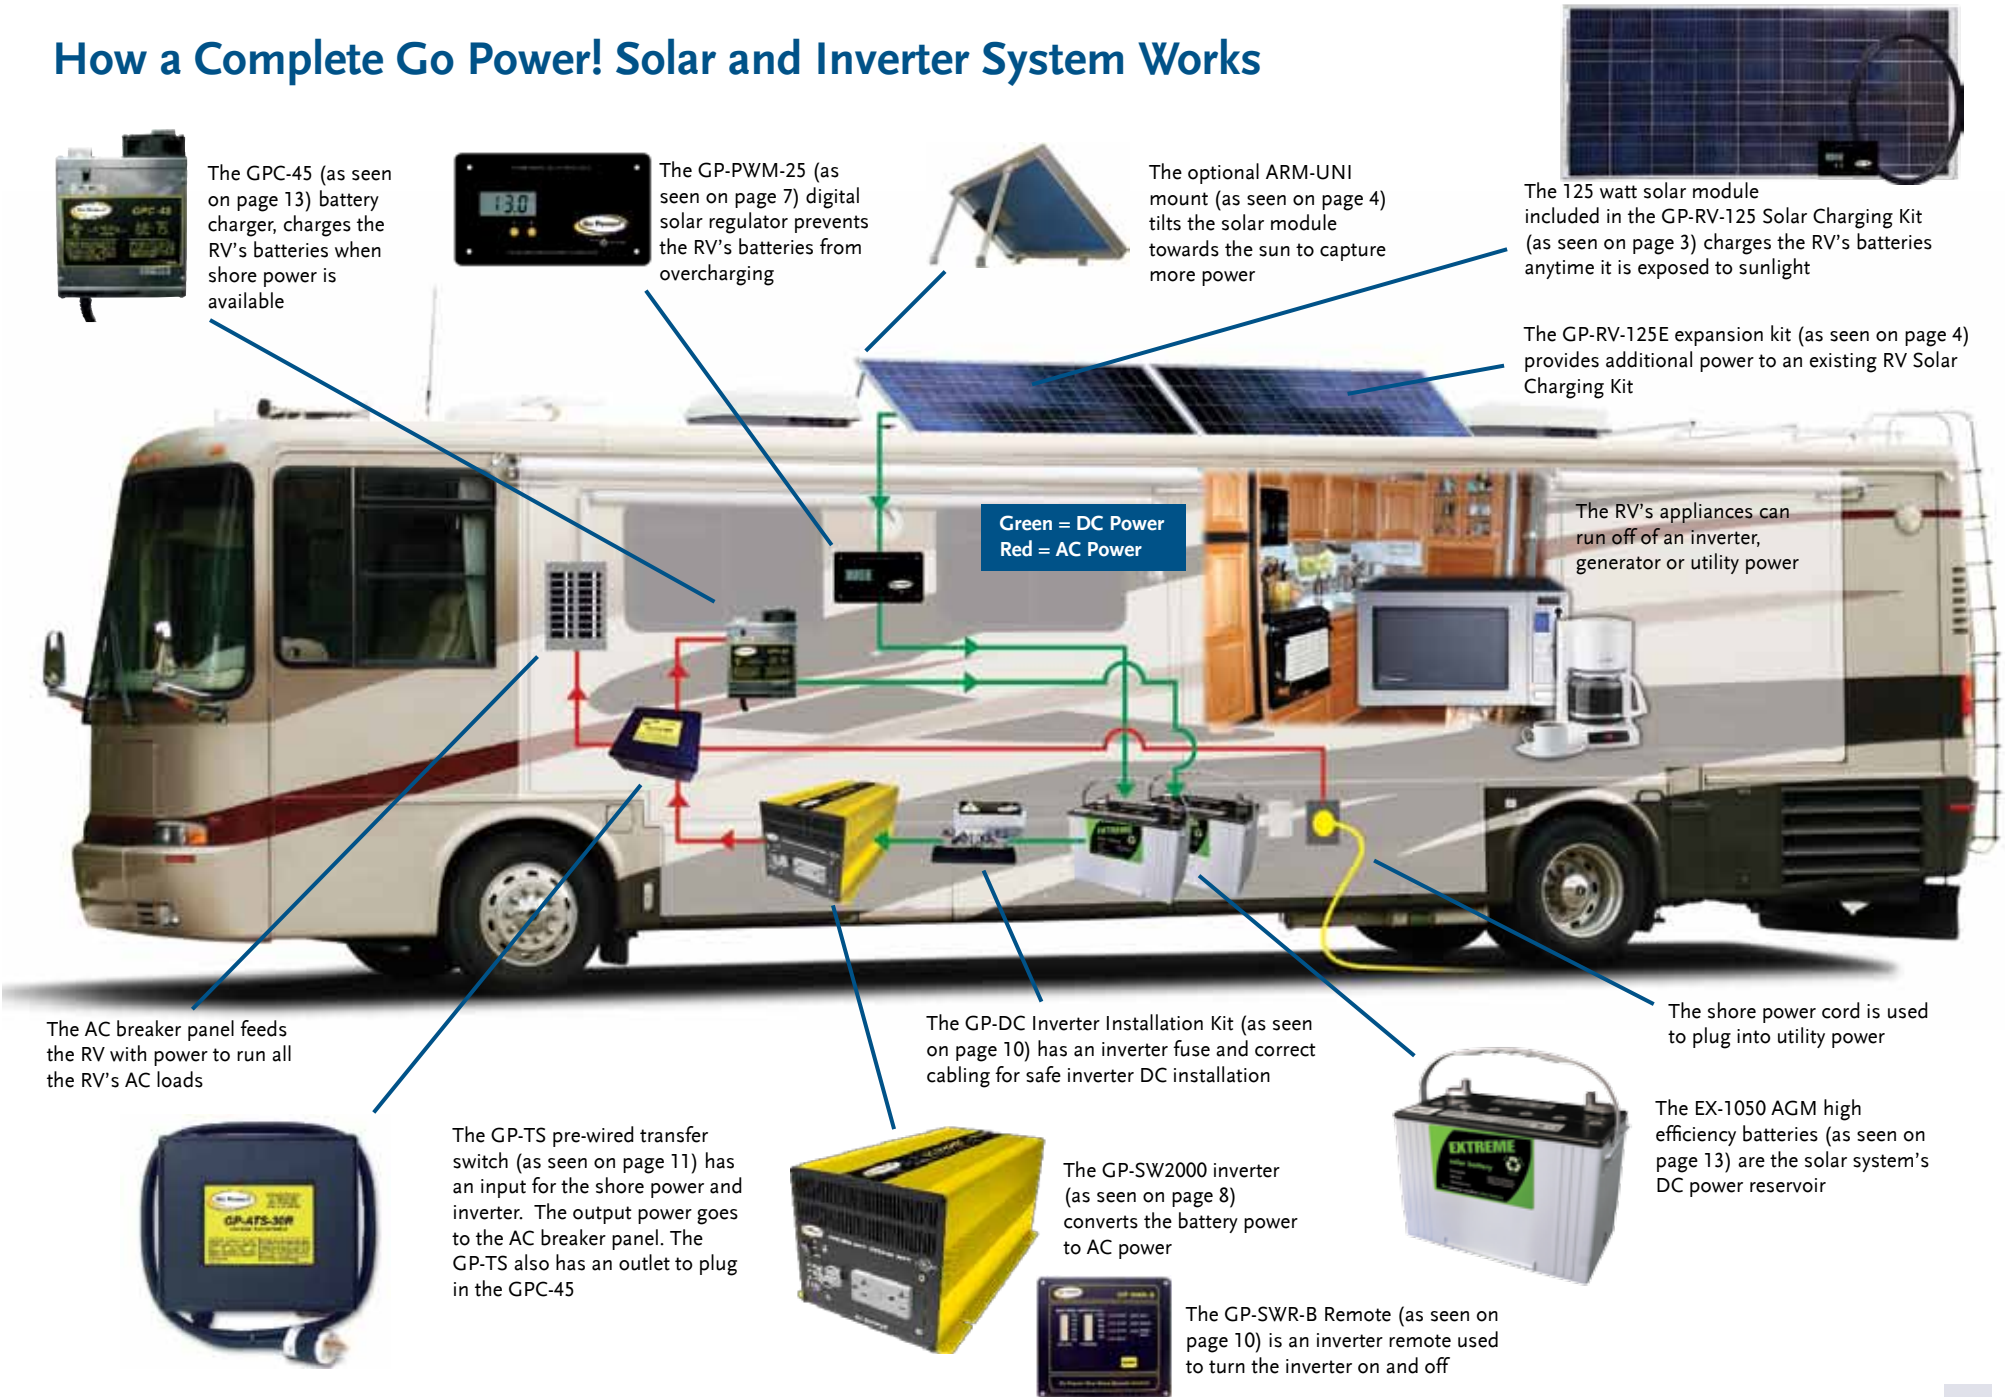 How a Complete Go Power! Solar and Inverter System Works
The GPC-45 (as seen
on page 13) battery
charger, charges the
RV's batteries when
shore power is
available
GPC-45
The GP-PWM-25 (as
seen on page 7) digital
solar regulator prevents
the RV's batteries from
overcharging
13.0
Go Power!
The optional ARM-UNI
mount (as seen on page 4)
tilts the solar module
towards the sun to capture
more power
The 125 watt solar module
included in the GP-RV-125 Solar Charging Kit
(as seen on page 3) charges the RV's batteries
anytime it is exposed to sunlight
The GP-RV-125E expansion kit (as seen on page 4)
provides additional power to an existing RV Solar
Charging Kit
Green = DC Power
Red = AC Power
The RV's appliances can
run off of an inverter,
generator or utility power
EXTREME
The AC breaker panel feeds
the RV with power to run all
the RV's AC loads
The GP-DC Inverter Installation Kit (as seen
on page 10) has an inverter fuse and correct
cabling for safe inverter DC installation
The shore power cord is used
to plug into utility power
The GP-TS pre-wired transfer
switch (as seen on page 11) has
an input for the shore power and
inverter.  The output power goes
to the AC breaker panel. The
GP-TS also has an outlet to plug
in the GPC-45
Go Power!
GP-ATS-30R
The GP-SW2000 inverter
(as seen on page 8)
converts the battery power
to AC power
EXTREME
solar battery
The EX-1050 AGM high
efficiency batteries (as seen on
page 13) are the solar system's
DC power reservoir
GP-SWR-B
The GP-SWR-B Remote (as seen on
page 10) is an inverter remote used
to turn the inverter on and off